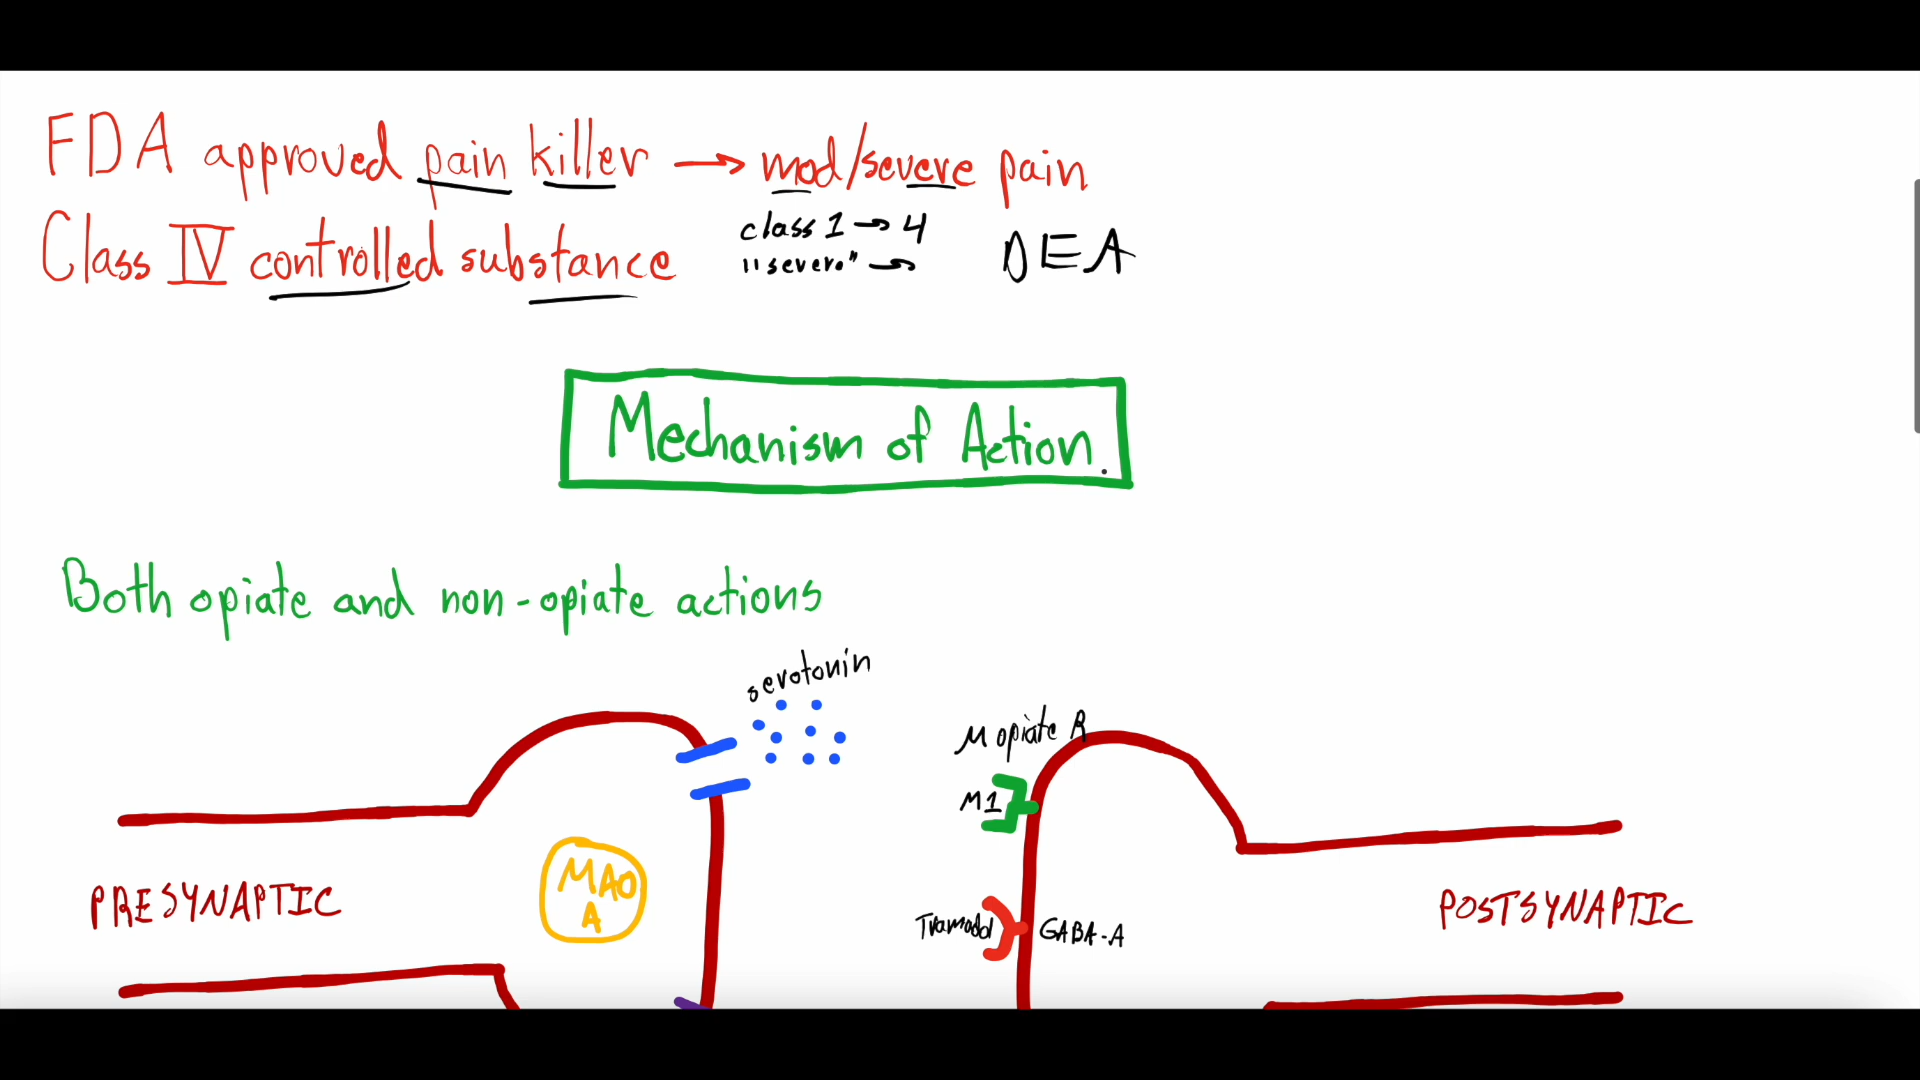 FDA approved pain killer → mod/severe pain
Class IV controlled substance
class 1 → 4
"severe" →
DEA
Mechanism of Action.
Both opiate and non-opiate actions
serotonin
M opiate R
M1
MAO
A
PRESYNAPTIC
Tramadol
GABA-A
POSTSYNAPTIC